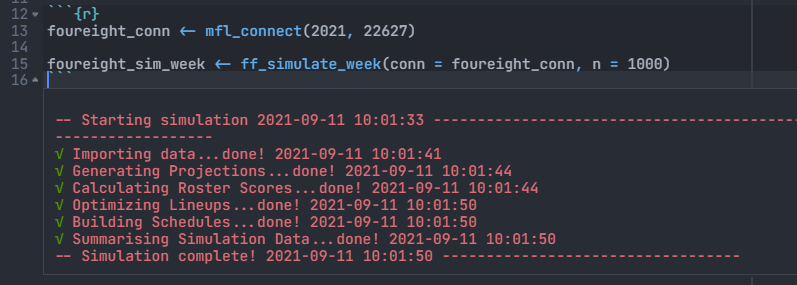 12 ```{r}
13 foureight_conn <- mfl_connect(2021, 22627)
14
15 foureight_sim_week <- ff_simulate_week(conn = foureight_conn, n = 1000)
16 ```
-- Starting simulation 2021-09-11 10:01:33 ------------------------------------------
------------------
√ Importing data...done! 2021-09-11 10:01:41
√ Generating Projections...done! 2021-09-11 10:01:44
√ Calculating Roster Scores...done! 2021-09-11 10:01:44
√ Optimizing Lineups...done! 2021-09-11 10:01:50
√ Building Schedules...done! 2021-09-11 10:01:50
√ Summarising Simulation Data...done! 2021-09-11 10:01:50
-- Simulation complete! 2021-09-11 10:01:50 ----------------------------------